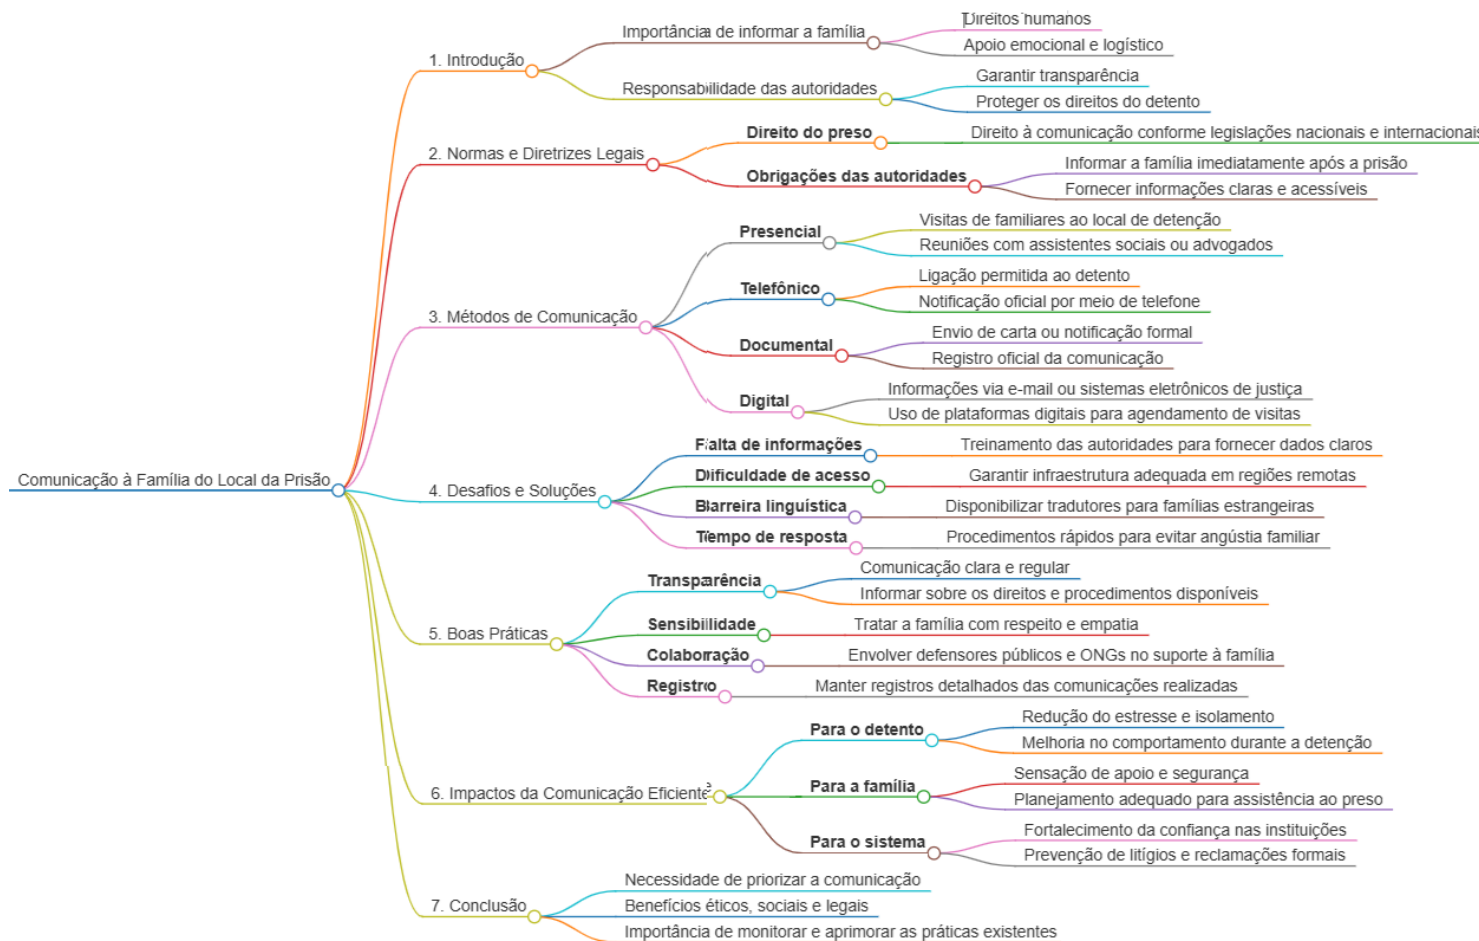 Comunicação à Família do Local da Prisão
1. Introdução
Importância de informar a família
Direitos humanos
Apoio emocional e logístico
Responsabilidade das autoridades
Garantir transparência
Proteger os direitos do detento
2. Normas e Diretrizes Legais
Direito do preso
Direito à comunicação conforme legislações nacionais e internacionais
Obrigações das autoridades
Informar a família imediatamente após a prisão
Fornecer informações claras e acessíveis
3. Métodos de Comunicação
Presencial
Visitas de familiares ao local de detenção
Reuniões com assistentes sociais ou advogados
Telefônico
Ligação permitida ao detento
Notificação oficial por meio de telefone
Documental
Envio de carta ou notificação formal
Registro oficial da comunicação
Digital
Informações via e-mail ou sistemas eletrônicos de justiça
Uso de plataformas digitais para agendamento de visitas
4. Desafios e Soluções
Falta de informações
Treinamento das autoridades para fornecer dados claros
Dificuldade de acesso
Garantir infraestrutura adequada em regiões remotas
Barreira linguística
Disponibilizar tradutores para famílias estrangeiras
Tempo de resposta
Procedimentos rápidos para evitar angústia familiar
5. Boas Práticas
Transparência
Comunicação clara e regular
Informar sobre os direitos e procedimentos disponíveis
Sensibilidade
Tratar a família com respeito e empatia
Colaboração
Envolver defensores públicos e ONGs no suporte à família
Registro
Manter registros detalhados das comunicações realizadas
6. Impactos da Comunicação Eficiente
Para o detento
Redução do estresse e isolamento
Melhoria no comportamento durante a detenção
Para a família
Sensação de apoio e segurança
Planejamento adequado para assistência ao preso
Para o sistema
Fortalecimento da confiança nas instituições
Prevenção de litígios e reclamações formais
7. Conclusão
Necessidade de priorizar a comunicação
Benefícios éticos, sociais e legais
Importância de monitorar e aprimorar as práticas existentes